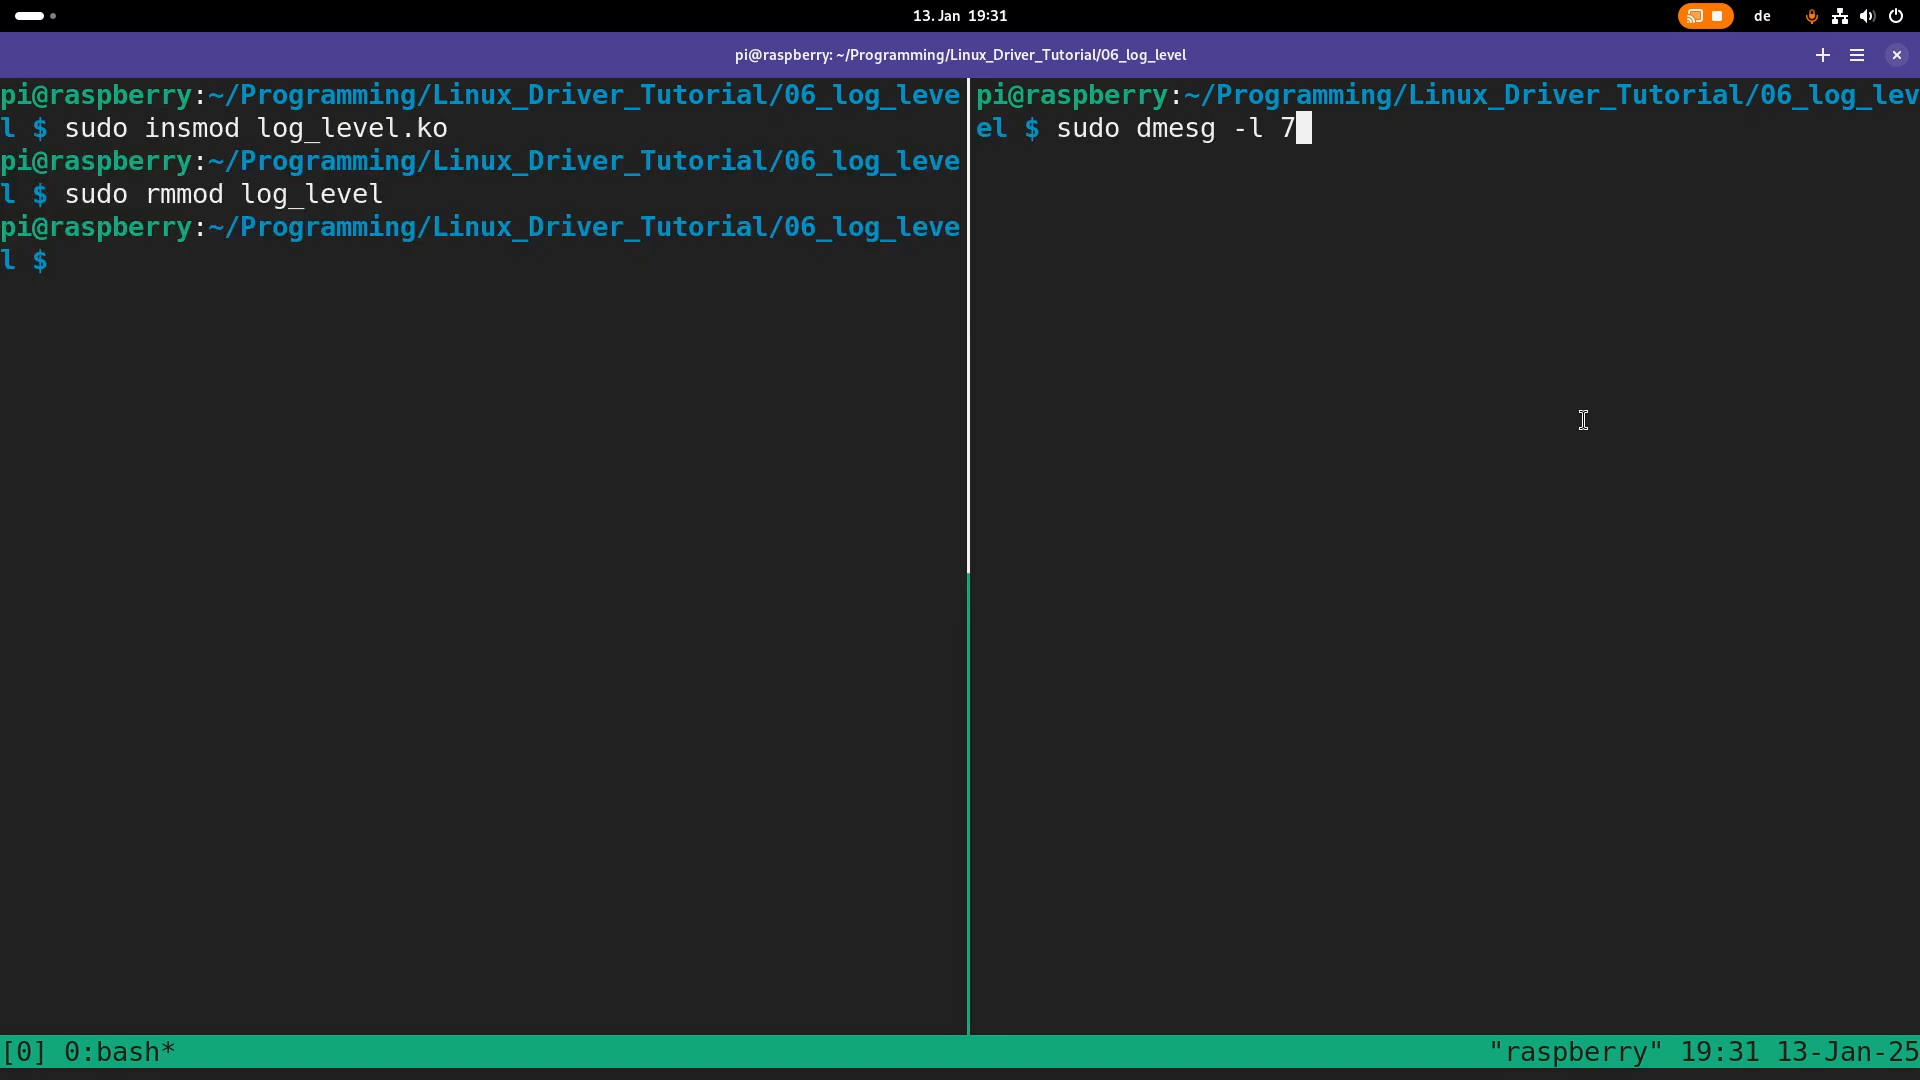 13. Jan 19:31
de
pi@raspberry: ~/Programming/Linux_Driver_Tutorial/06_log_level
pi@raspberry:~/Programming/Linux_Driver_Tutorial/06_log_leve
l $ sudo insmod log_level.ko
pi@raspberry:~/Programming/Linux_Driver_Tutorial/06_log_leve
l $ sudo rmmod log_level
pi@raspberry:~/Programming/Linux_Driver_Tutorial/06_log_leve
l $
pi@raspberry:~/Programming/Linux_Driver_Tutorial/06_log_lev
el $ sudo dmesg -l 7
[0] 0:bash*
"raspberry" 19:31 13-Jan-25